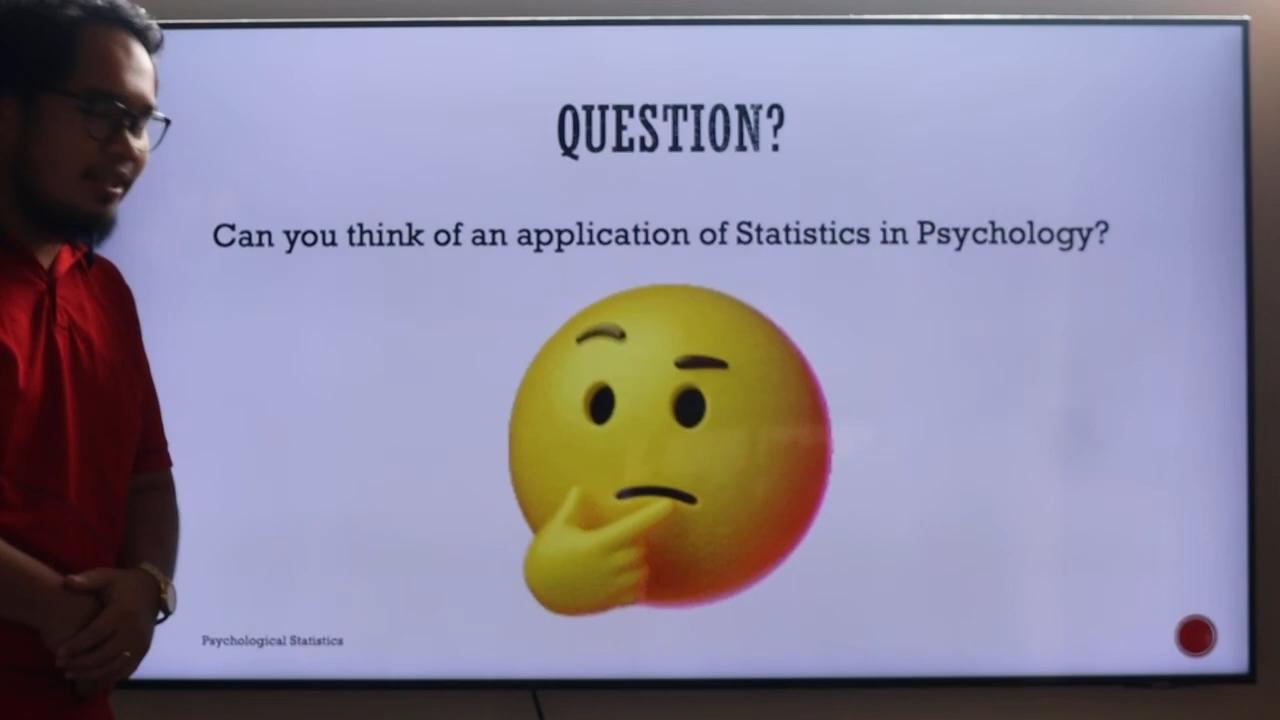 QUESTION?
Can you think of an application of Statistics in Psychology?
Psychological Statistics